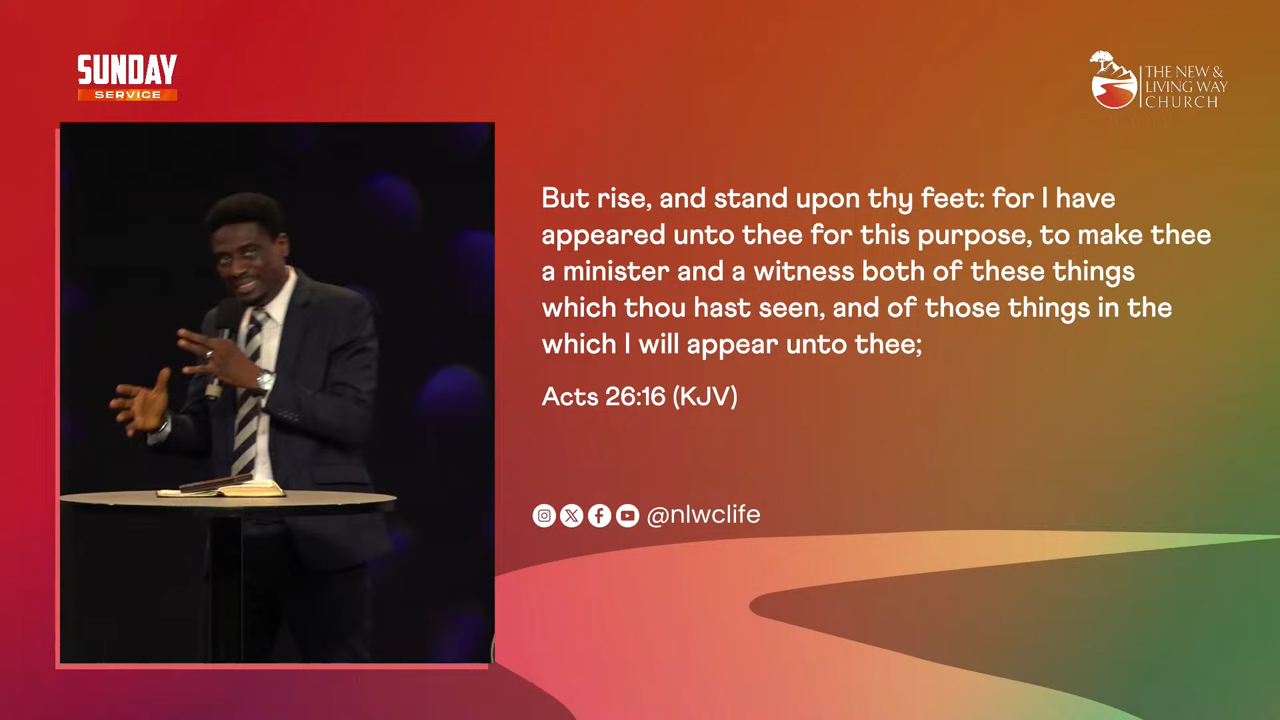 SUNDAY
SERVICE
THE NEW &
LIVING WAY
CHURCH
But rise, and stand upon thy feet: for I have
appeared unto thee for this purpose, to make thee
a minister and a witness both of these things
which thou hast seen, and of those things in the
which I will appear unto thee;
Acts 26:16 (KJV)
@nlwclife